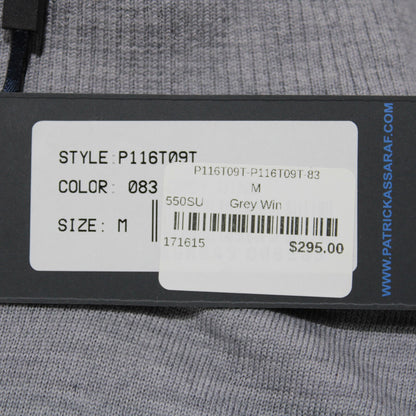 STYLE: P116T09T
COLOR: 083
SIZE: M
P116T09T-P116T09T-83
M
550SU Grey Win
171615 $295.00
WWW.PATRICKASSARAF.COM